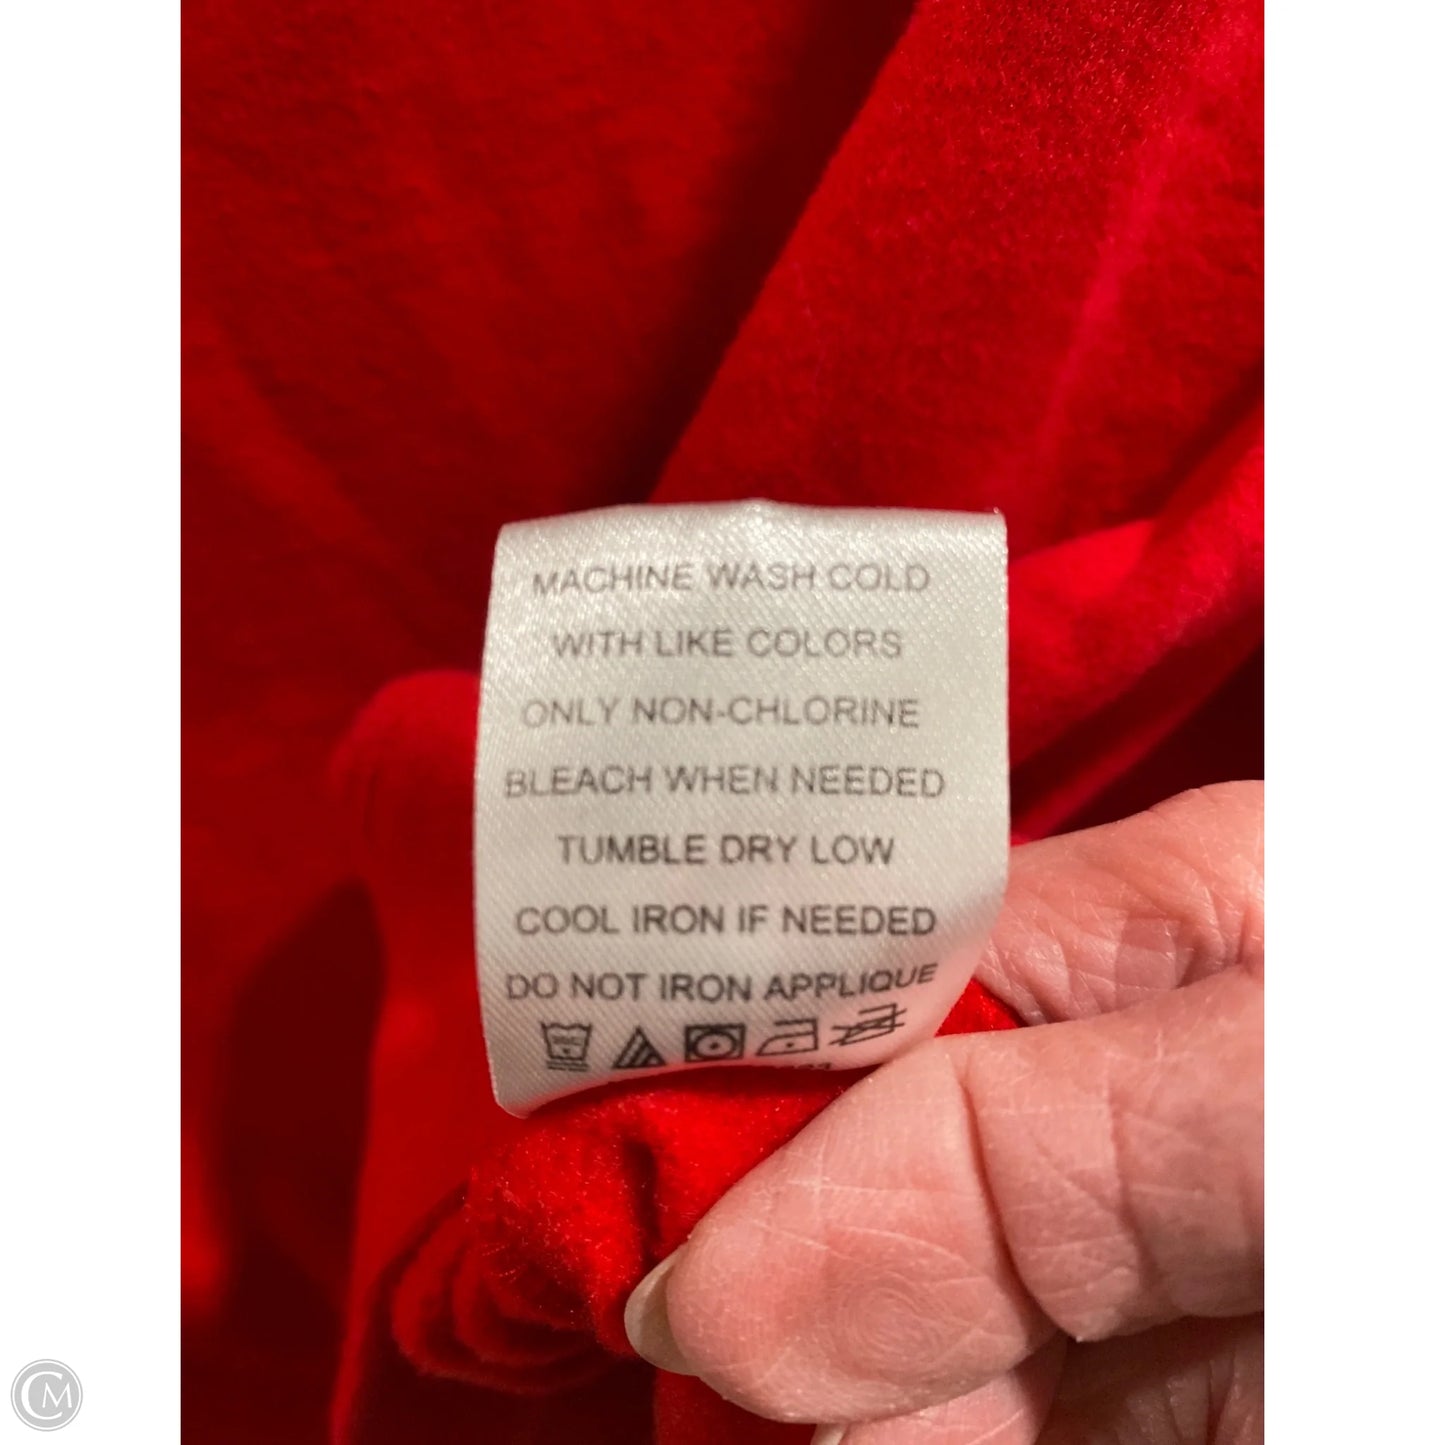 MACHINE WASH COLD
WITH LIKE COLORS
ONLY NON-CHLORINE
BLEACH WHEN NEEDED
TUMBLE DRY LOW
COOL IRON IF NEEDED
DO NOT IRON APPLIQUE
CM